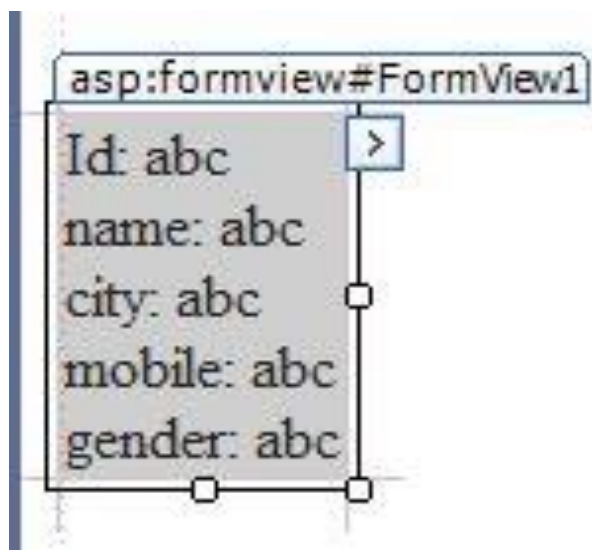 asp:formview#FormView1
>
Id: abc
name: abc
city: abc
mobile: abc
gender: abc